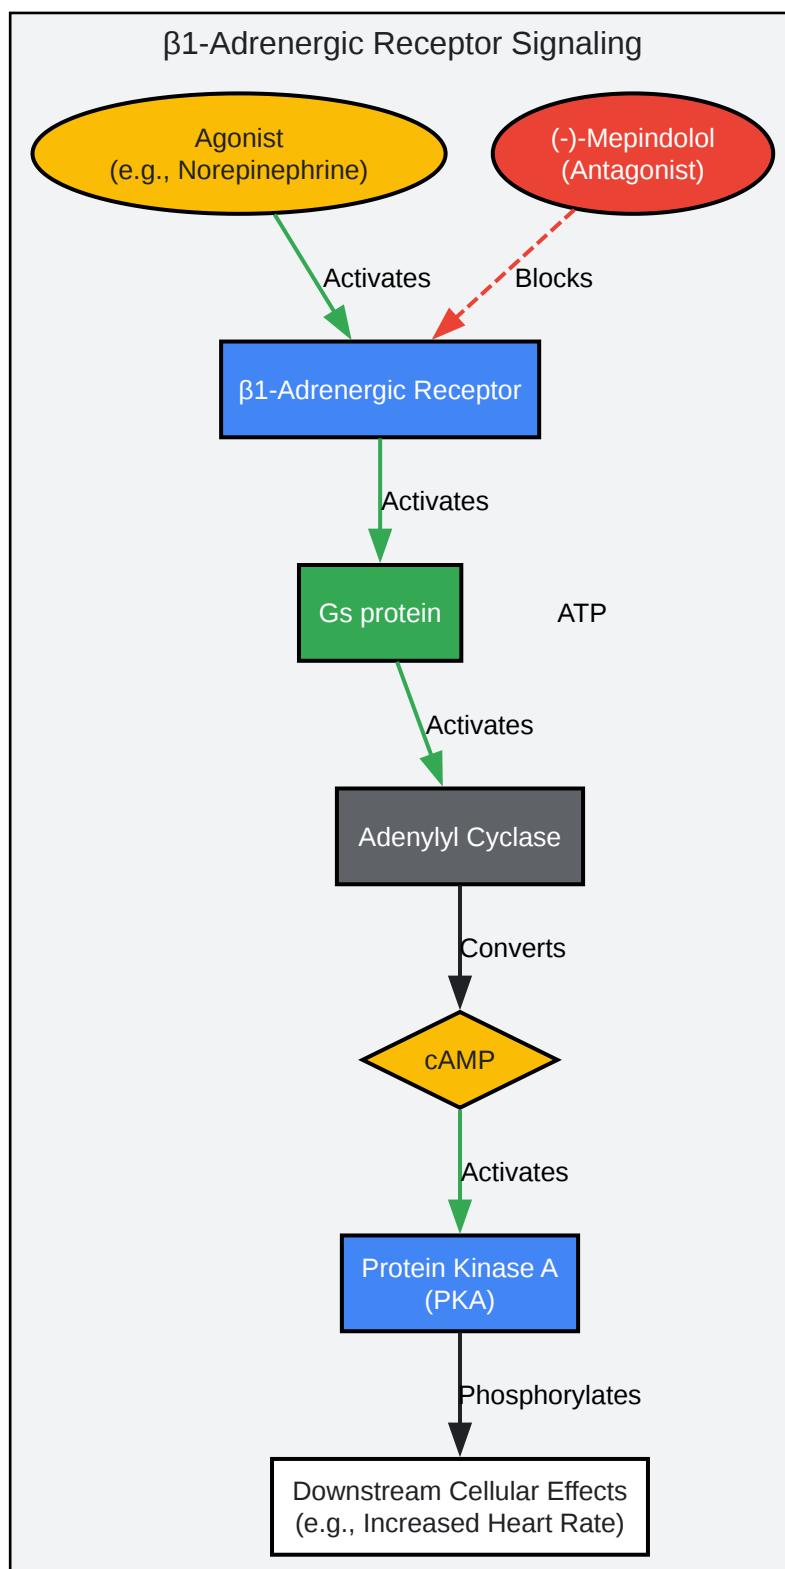 β1-Adrenergic Receptor Signaling
Agonist
(e.g., Norepinephrine)
(-)-Mepindolol
(Antagonist)
Activates
Blocks
β1-Adrenergic Receptor
Activates
Gs protein
ATP
Activates
Adenylyl Cyclase
Converts
cAMP
Activates
Protein Kinase A
(PKA)
Phosphorylates
Downstream Cellular Effects
(e.g., Increased Heart Rate)